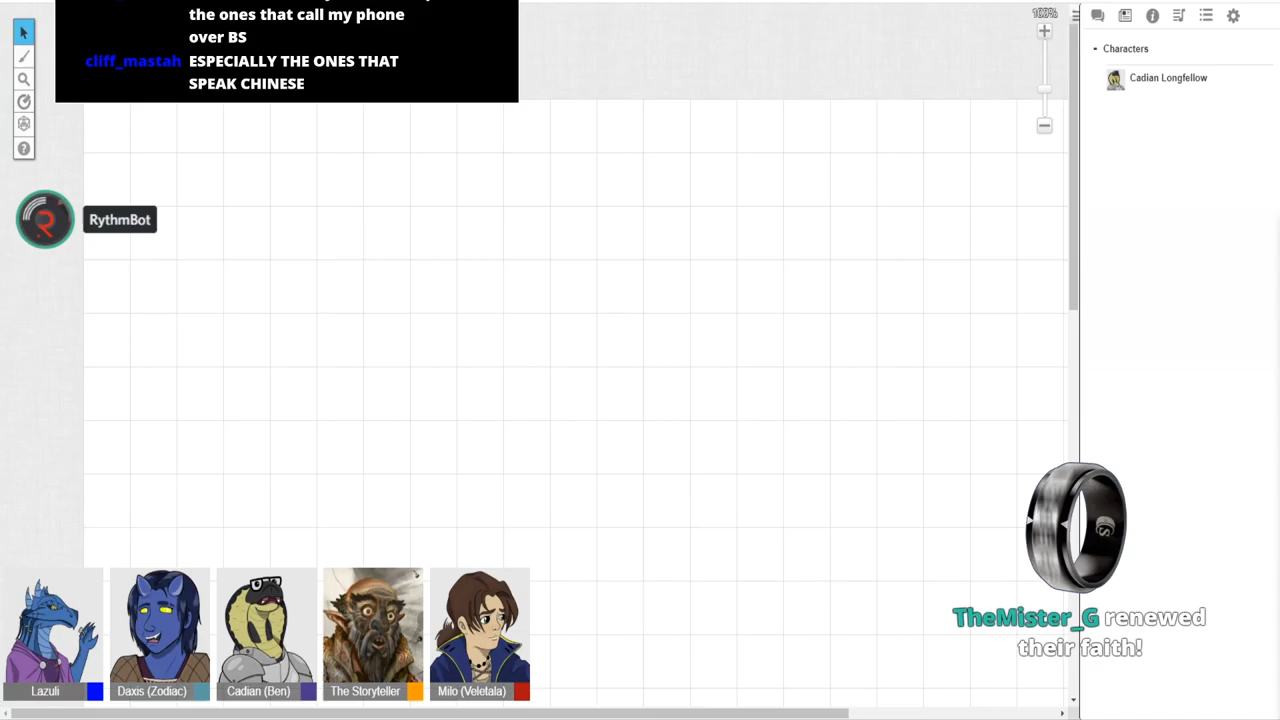 the ones that call my phone
over BS
cliff_mastah ESPECIALLY THE ONES THAT
SPEAK CHINESE
100%
Characters
Cadian Longfellow
RythmBot
TheMister_G renewed
their faith!
Lazuli
Daxis (Zodiac)
Cadian (Ben)
The Storyteller
Milo (Veletala)